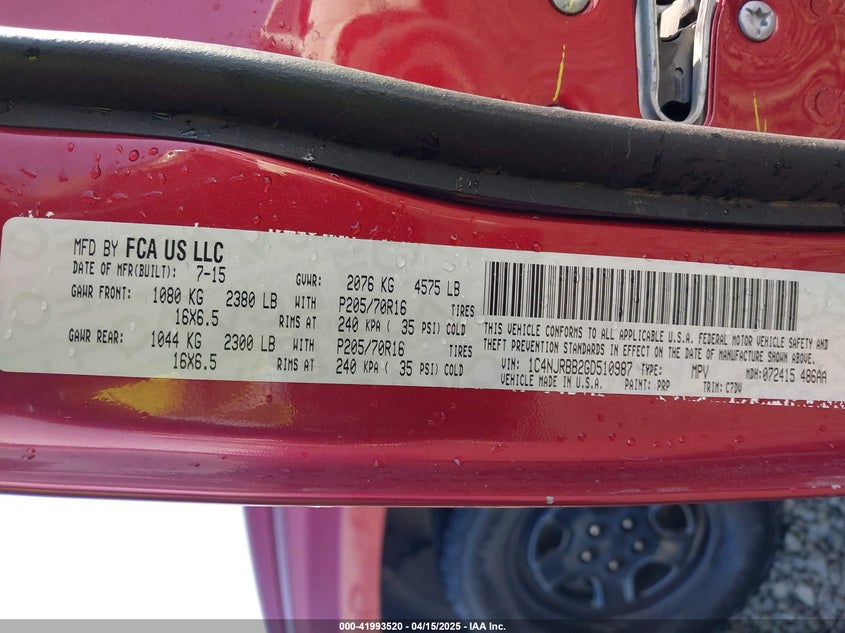 MFD BY FCA US LLC
DATE OF MFR(BUILT): 7-15 GVWR: 2076 KG 4575 LB
GAWR FRONT: 1080 KG 2380 LB WITH P205/70R16 TIRES
16X6.5 RIMS AT 240 KPA ( 35 PSI) COLD
GAWR REAR: 1044 KG 2300 LB WITH P205/70R16 TIRES
16X6.5 RIMS AT 240 KPA ( 35 PSI) COLD
THIS VEHICLE CONFORMS TO ALL APPLICABLE U.S.A. FEDERAL MOTOR VEHICLE SAFETY AND
THEFT PREVENTION STANDARDS IN EFFECT ON THE DATE OF MANUFACTURE SHOWN ABOVE.
VIN: 1C4NJRBB2GD510987 TYPE: MPV MDH:072415 486AA
VEHICLE MADE IN U.S.A. PAINT: PRP TRIM: C7DV
000-41993520 - 04/15/2025 - IAA Inc.